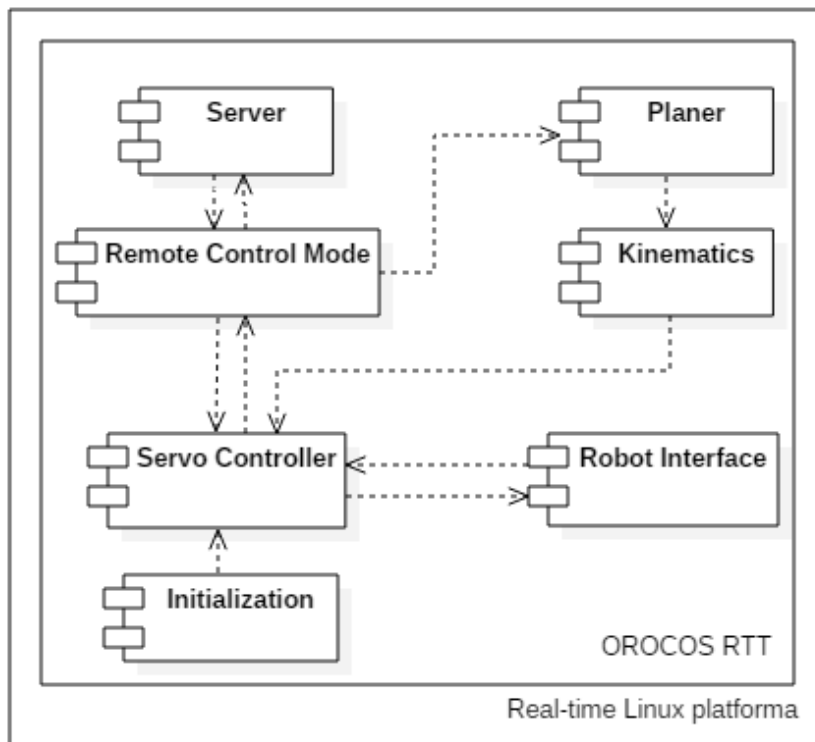 Server
Planer
Remote Control Mode
Kinematics
Servo Controller
Robot Interface
Initialization
OROCOS RTT
Real-time Linux platforma